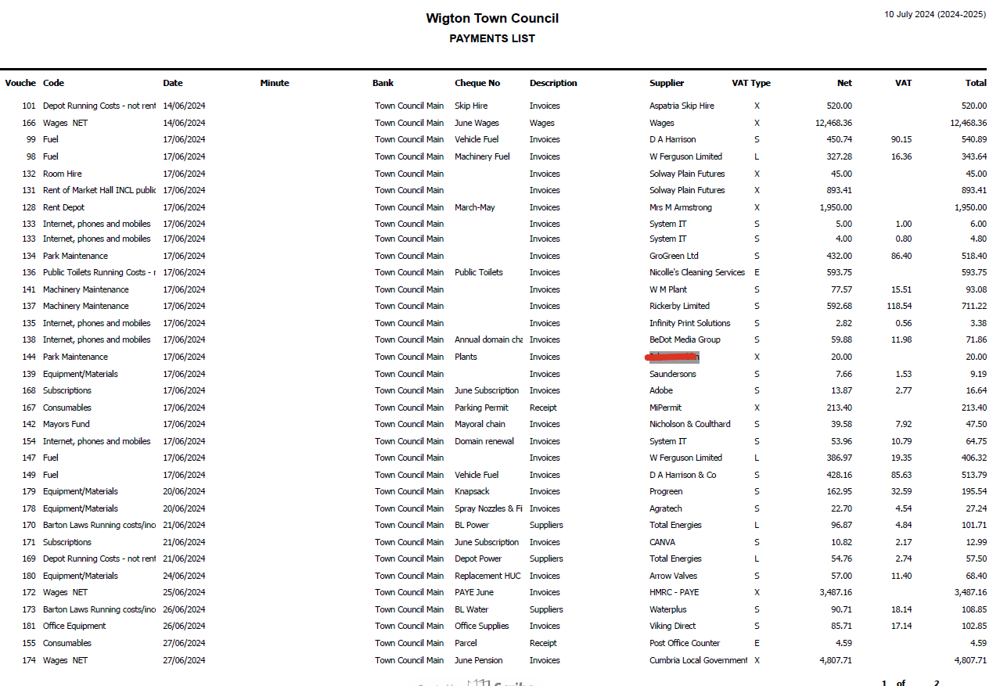 10 July 2024 (2024-2025)
Wigton Town Council
PAYMENTS LIST
Vouche Code Date Minute Bank Cheque No Description Supplier VAT Type Net VAT Total
101 Depot Running Costs - not rent 14/06/2024 Town Council Main Skip Hire Invoices Aspatria Skip Hire X 520.00 520.00
166 Wages NET 14/06/2024 Town Council Main June Wages Wages Wages X 12,468.36 12,468.36
99 Fuel 17/06/2024 Town Council Main Vehicle Fuel Invoices D A Harrison S 450.74 90.15 540.89
98 Fuel 17/06/2024 Town Council Main Machinery Fuel Invoices W Ferguson Limited L 327.28 16.36 343.64
132 Room Hire 17/06/2024 Town Council Main Invoices Solway Plain Futures X 45.00 45.00
131 Rent of Market Hall INCL public 17/06/2024 Town Council Main Invoices Solway Plain Futures X 893.41 893.41
128 Rent Depot 17/06/2024 Town Council Main March-May Invoices Mrs M Armstrong X 1,950.00 1,950.00
133 Internet, phones and mobiles 17/06/2024 Town Council Main Invoices System IT S 5.00 1.00 6.00
133 Internet, phones and mobiles 17/06/2024 Town Council Main Invoices System IT S 4.00 0.80 4.80
134 Park Maintenance 17/06/2024 Town Council Main Invoices GroGreen Ltd S 432.00 86.40 518.40
136 Public Toilets Running Costs - r 17/06/2024 Town Council Main Public Toilets Invoices Nicolle's Cleaning Services E 593.75 593.75
141 Machinery Maintenance 17/06/2024 Town Council Main Invoices W M Plant S 77.57 15.51 93.08
137 Machinery Maintenance 17/06/2024 Town Council Main Invoices Rickerby Limited S 592.68 118.54 711.22
135 Internet, phones and mobiles 17/06/2024 Town Council Main Invoices Infinity Print Solutions S 2.82 0.56 3.38
138 Internet, phones and mobiles 17/06/2024 Town Council Main Annual domain cha Invoices BeDot Media Group S 59.88 11.98 71.86
144 Park Maintenance 17/06/2024 Town Council Main Plants Invoices X 20.00 20.00
139 Equipment/Materials 17/06/2024 Town Council Main Invoices Saundersons S 7.66 1.53 9.19
168 Subscriptions 17/06/2024 Town Council Main June Subscription Invoices Adobe S 13.87 2.77 16.64
167 Consumables 17/06/2024 Town Council Main Parking Permit Receipt MiPermit X 213.40 213.40
142 Mayors Fund 17/06/2024 Town Council Main Mayoral chain Invoices Nicholson & Coulthard S 39.58 7.92 47.50
154 Internet, phones and mobiles 17/06/2024 Town Council Main Domain renewal Invoices System IT S 53.96 10.79 64.75
147 Fuel 17/06/2024 Town Council Main Invoices W Ferguson Limited L 386.97 19.35 406.32
149 Fuel 17/06/2024 Town Council Main Vehicle Fuel Invoices D A Harrison & Co S 428.16 85.63 513.79
179 Equipment/Materials 20/06/2024 Town Council Main Knapsack Invoices Progreen S 162.95 32.59 195.54
178 Equipment/Materials 20/06/2024 Town Council Main Spray Nozzles & Fi Invoices Agratech S 22.70 4.54 27.24
170 Barton Laws Running costs/inc 21/06/2024 Town Council Main BL Power Suppliers Total Energies L 96.87 4.84 101.71
171 Subscriptions 21/06/2024 Town Council Main June Subscription Invoices CANVA S 10.82 2.17 12.99
169 Depot Running Costs - not rent 21/06/2024 Town Council Main Depot Power Suppliers Total Energies L 54.76 2.74 57.50
180 Equipment/Materials 24/06/2024 Town Council Main Replacement HUC Invoices Arrow Valves S 57.00 11.40 68.40
172 Wages NET 25/06/2024 Town Council Main PAYE June Invoices HMRC - PAYE X 3,487.16 3,487.16
173 Barton Laws Running costs/inc 26/06/2024 Town Council Main BL Water Suppliers Waterplus S 90.71 18.14 108.85
181 Office Equipment 26/06/2024 Town Council Main Office Supplies Invoices Viking Direct S 85.71 17.14 102.85
155 Consumables 27/06/2024 Town Council Main Parcel Receipt Post Office Counter E 4.59 4.59
174 Wages NET 27/06/2024 Town Council Main June Pension Invoices Cumbria Local Government X 4,807.71 4,807.71
1 of 2